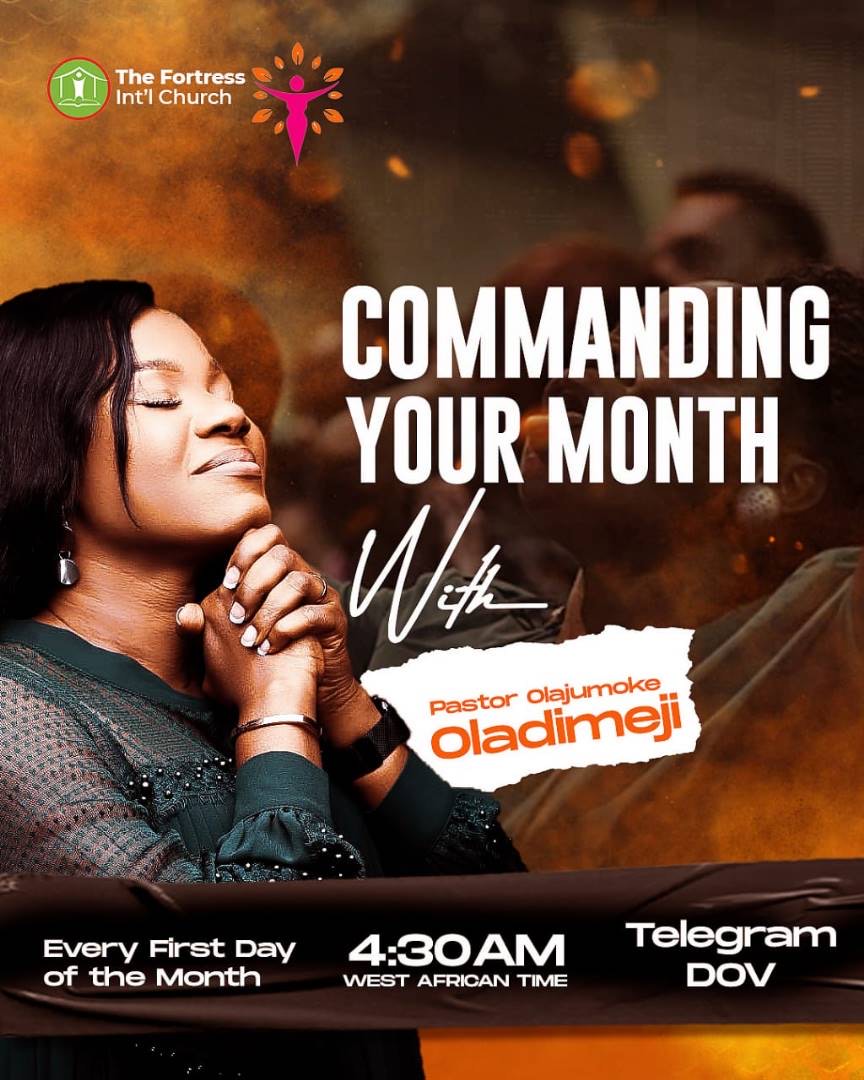 The Fortress
Int'l Church
COMMANDING
YOUR MONTH
With
Pastor Olajumoke
Oladimeji
Every First Day
of the Month
4:30AM
WEST AFRICAN TIME
Telegram
DOV